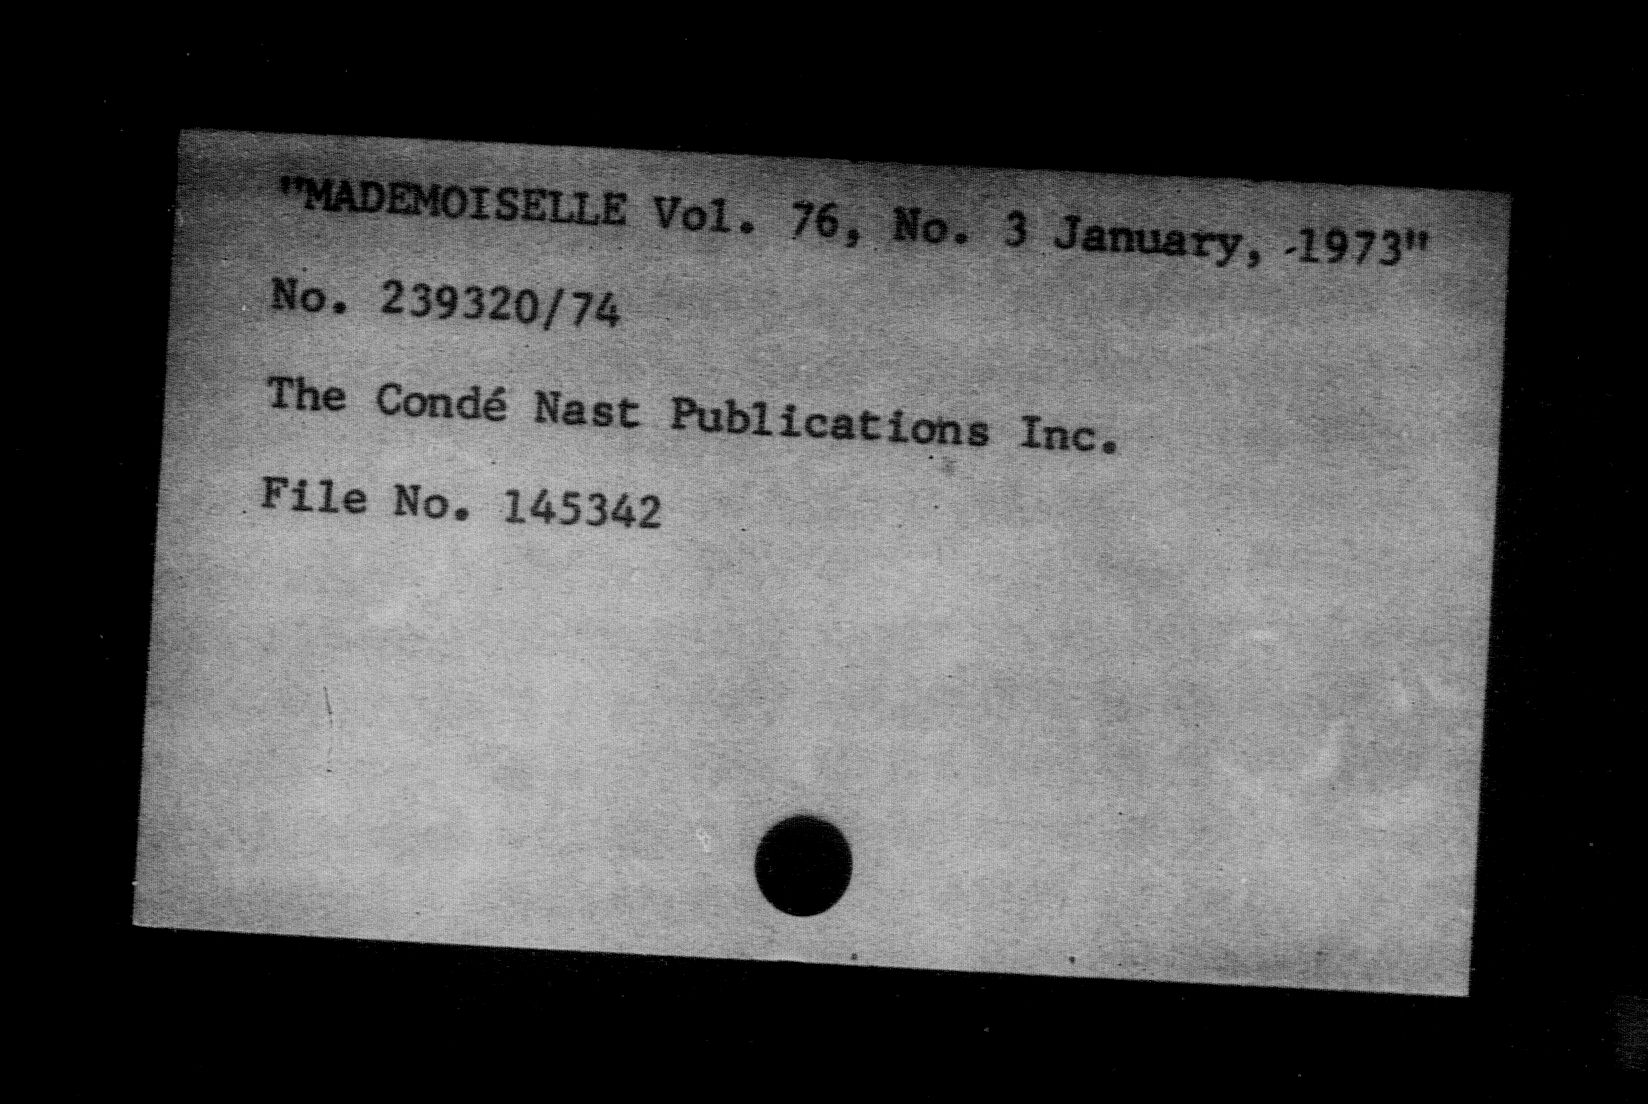 "MADEMOISELLE Vol. 76, No. 3 January, 1973"
No. 239320/74
The Condé Nast Publications Inc.
File No. 145342